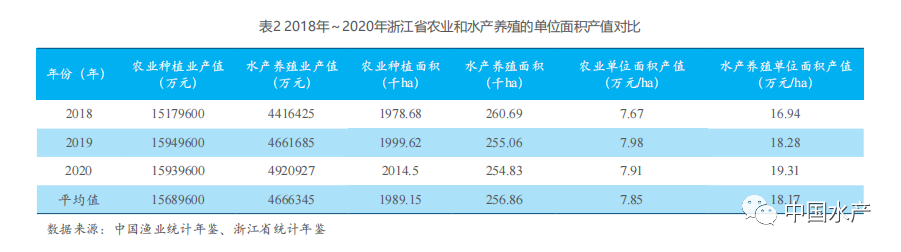 表2 2018年~2020年浙江省农业和水产养殖的单位面积产值对比
年份（年） 农业种植业产值（万元） 水产养殖业产值（万元） 农业种植面积（千ha） 水产养殖面积（千ha） 农业单位面积产值（万元/ha） 水产养殖单位面积产值（万元/ha）
2018 15179600 4416425 1978.68 260.69 7.67 16.94
2019 15949600 4661685 1999.62 255.06 7.98 18.28
2020 15939600 4920927 2014.5 254.83 7.91 19.31
平均值 15689600 4666345 1989.15 256.86 7.85 18.17
中国水产
数据来源：中国渔业统计年鉴、浙江省统计年鉴